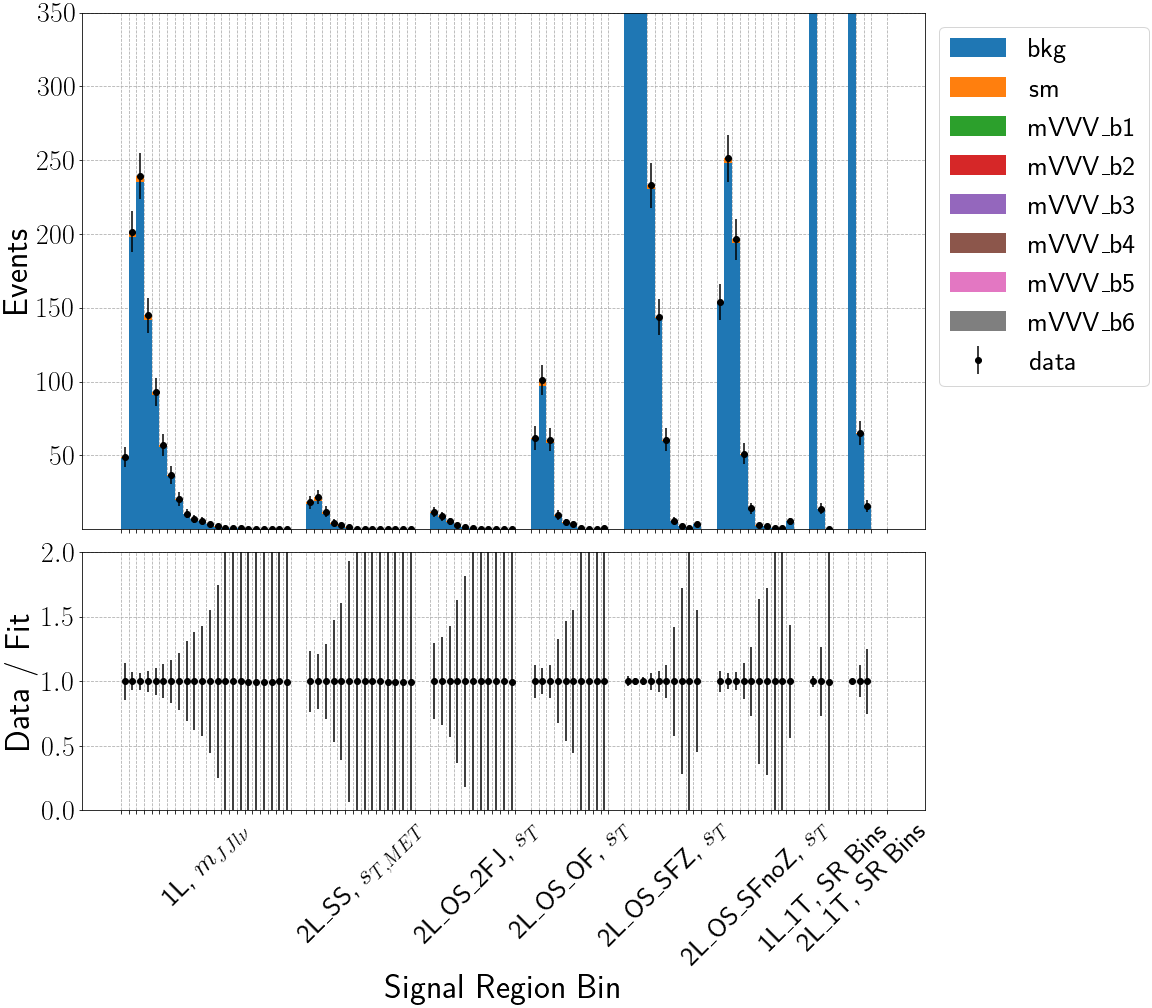 350
300
250
200
150
100
50
Events
bkg
sm
mVVV_b1
mVVV_b2
mVVV_b3
mVVV_b4
mVVV_b5
mVVV_b6
data
2.0
1.5
1.0
0.5
0.0
Data / Fit
1L, m_{JJlν}
2L_SS, s_{T,MET}
2L_OS_2FJ, s_T
2L_OS_OF, s_T
2L_OS_SFZ, s_T
2L_OS_SFnoZ, s_T
1L_1T, SR Bins
2L_1T, SR Bins
Signal Region Bin